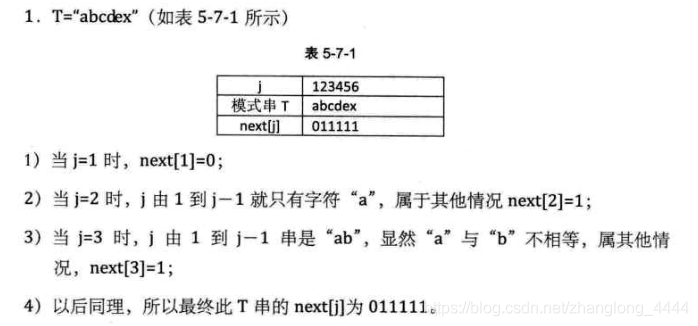 1. T=“abcdex”（如表 5-7-1 所示）
表 5-7-1
j 123456
模式串 T abcdex
next[j] 011111
1）当 j=1 时，next[1]=0；
2）当 j=2 时，j 由 1 到 j－1 就只有字符“a”，属于其他情况 next[2]=1；
3）当 j=3 时，j 由 1 到 j－1 串是“ab”，显然“a”与“b”不相等，属其他情
况，next[3]=1；
4）以后同理，所以最终此 T 串的 next[j]为 011111。
https://blog.csdn.net/zhanglong_4444